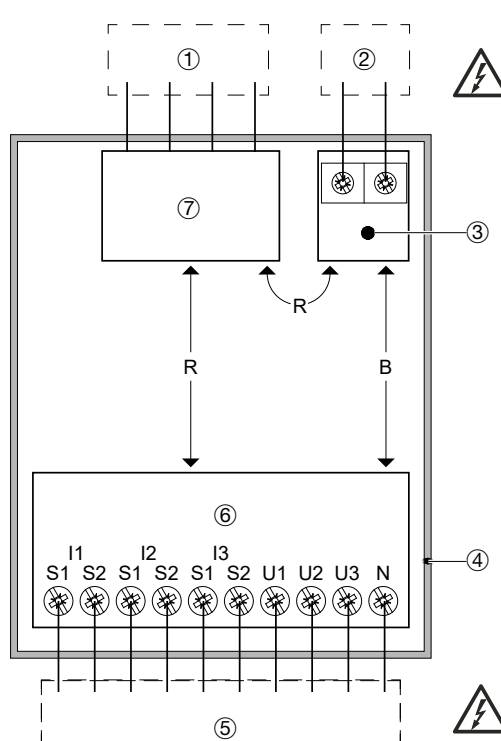 ① ②
⑦
③
R
R B
⑥
I1 I2 I3
S1 S2 S1 S2 S1 S2 U1 U2 U3 N
④
⑤